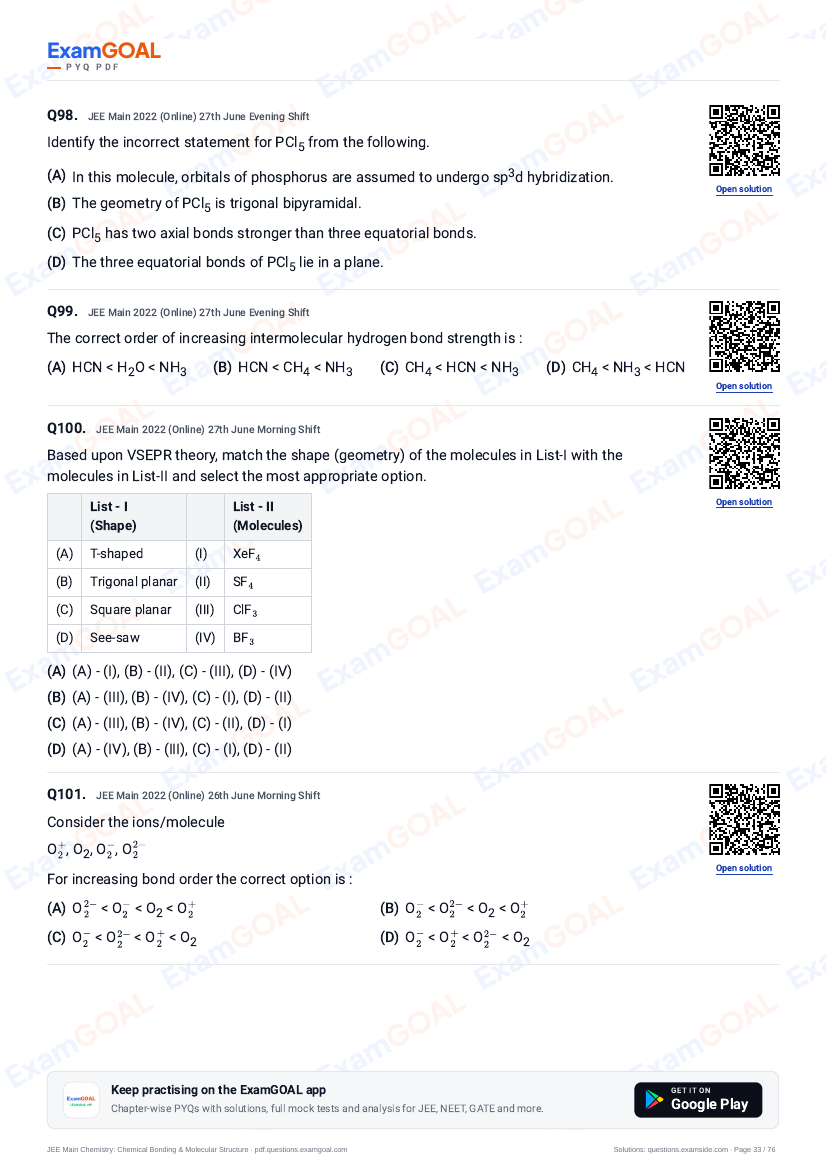 ExamGOAL
PYQ PDF
Q98. JEE Main 2022 (Online) 27th June Evening Shift
Identify the incorrect statement for PCl₅ from the following.
(A) In this molecule, orbitals of phosphorus are assumed to undergo sp³d hybridization.
(B) The geometry of PCl₅ is trigonal bipyramidal.
(C) PCl₅ has two axial bonds stronger than three equatorial bonds.
(D) The three equatorial bonds of PCl₅ lie in a plane.
Open solution
Q99. JEE Main 2022 (Online) 27th June Evening Shift
The correct order of increasing intermolecular hydrogen bond strength is :
(A) HCN < H₂O < NH₃ (B) HCN < CH₄ < NH₃ (C) CH₄ < HCN < NH₃ (D) CH₄ < NH₃ < HCN
Open solution
Q100. JEE Main 2022 (Online) 27th June Morning Shift
Based upon VSEPR theory, match the shape (geometry) of the molecules in List-I with the
molecules in List-II and select the most appropriate option.
Open solution
List - I (Shape) List - II (Molecules)
(A) T-shaped (I) XeF₄
(B) Trigonal planar (II) SF₄
(C) Square planar (III) ClF₃
(D) See-saw (IV) BF₃
(A) (A) - (I), (B) - (II), (C) - (III), (D) - (IV)
(B) (A) - (III), (B) - (IV), (C) - (I), (D) - (II)
(C) (A) - (III), (B) - (IV), (C) - (II), (D) - (I)
(D) (A) - (IV), (B) - (III), (C) - (I), (D) - (II)
Q101. JEE Main 2022 (Online) 26th June Morning Shift
Consider the ions/molecule
O₂⁺, O₂, O₂⁻, O₂²⁻
For increasing bond order the correct option is :
Open solution
(A) O₂²⁻ < O₂⁻ < O₂ < O₂⁺ (B) O₂⁻ < O₂²⁻ < O₂ < O₂⁺
(C) O₂⁻ < O₂²⁻ < O₂⁺ < O₂ (D) O₂⁻ < O₂⁺ < O₂²⁻ < O₂
ExamGOAL
Keep practising on the ExamGOAL app
Chapter-wise PYQs with solutions, full mock tests and analysis for JEE, NEET, GATE and more.
GET IT ON
Google Play
JEE Main Chemistry: Chemical Bonding & Molecular Structure · pdf.questions.examgoal.com
Solutions: questions.examside.com · Page 33 / 76